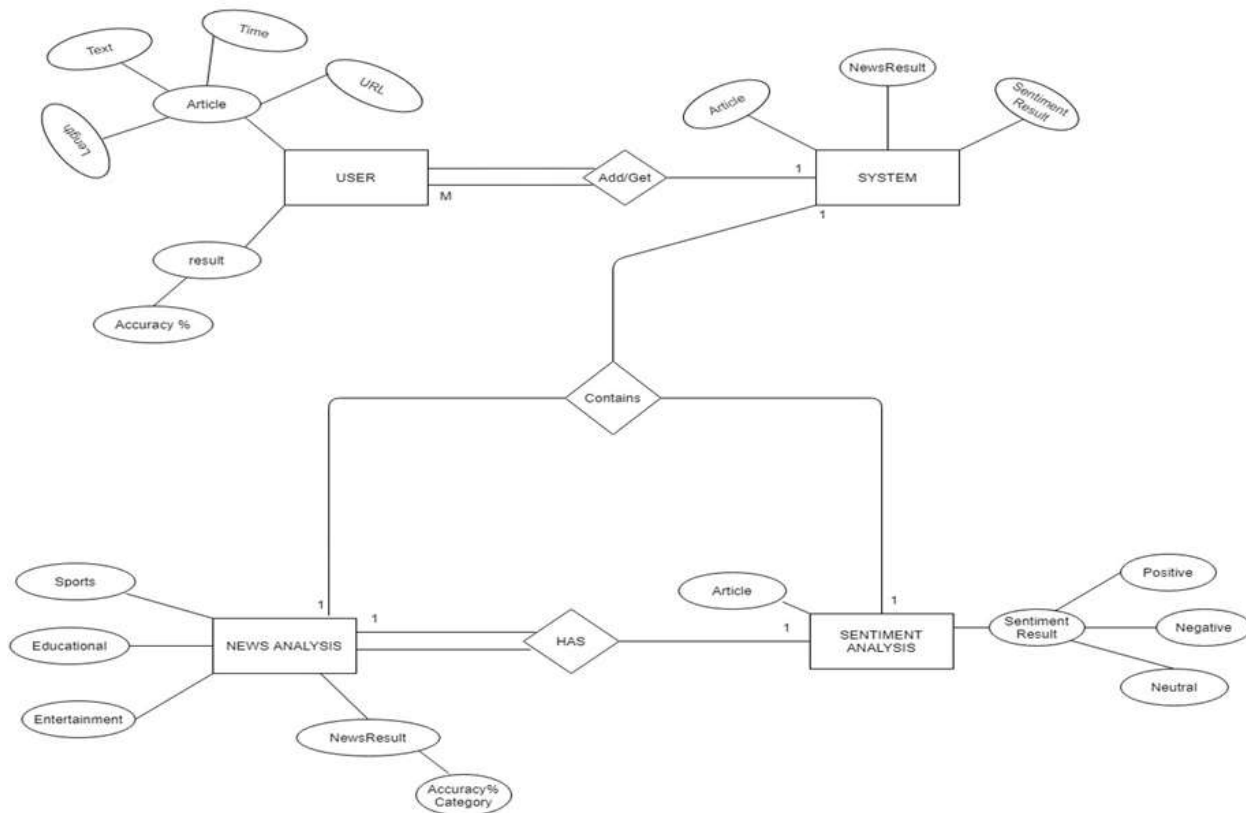 Text
Time
URL
Article
Length
USER
M
Add/Get
1
SYSTEM
1
Article
NewsResult
Sentiment
Result
result
Accuracy %
Contains
Sports
Educational
Entertainment
1
1
NEWS ANALYSIS
NewsResult
Accuracy%
Category
HAS
1
1
Article
SENTIMENT
ANALYSIS
Sentiment
Result
Positive
Negative
Neutral